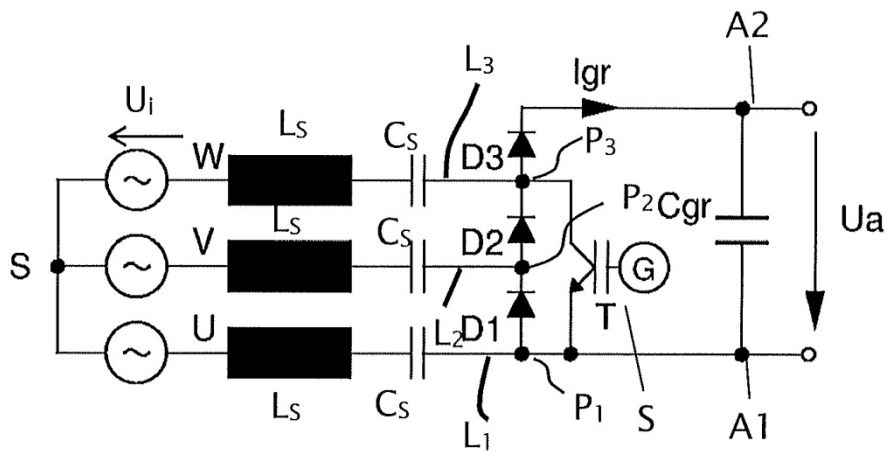 A2
L3
Igr
Ui
LS
CS
W
D3
P3
LS
CS
P2
Cgr
Ua
V
D2
S
G
T
U
L2
D1
LS
CS
L1
P1
S
A1